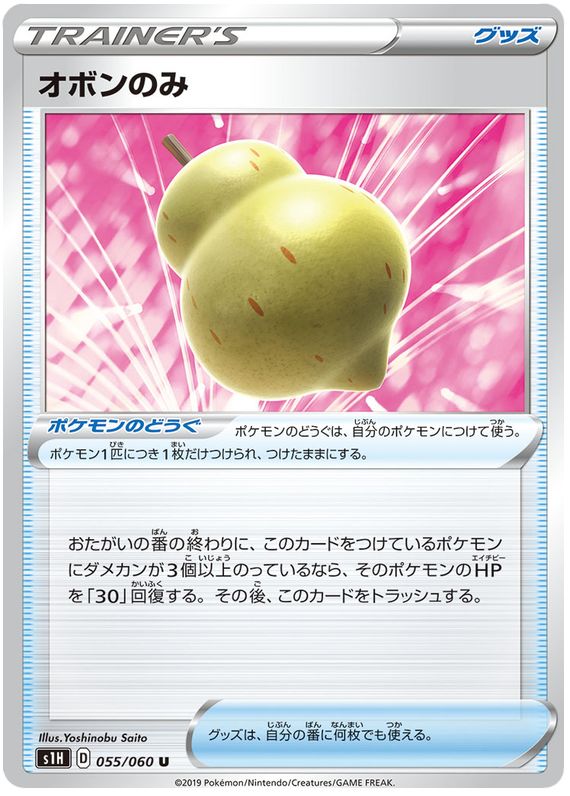 TRAINER'S
グッズ
オボンのみ
ポケモンのどうぐ
ポケモンのどうぐは、自分のポケモンにつけて使う。
ポケモン1匹につき1枚だけつけられ、つけたままにする。
おたがいの番の終わりに、このカードをつけているポケモン
にダメカンが3個以上のっているなら、そのポケモンのHP
を「30」回復する。その後、このカードをトラッシュする。
Illus.Yoshinobu Saito
グッズは、自分の番に何枚でも使える。
s1H D 055/060 U
©2019 Pokémon/Nintendo/Creatures/GAME FREAK.